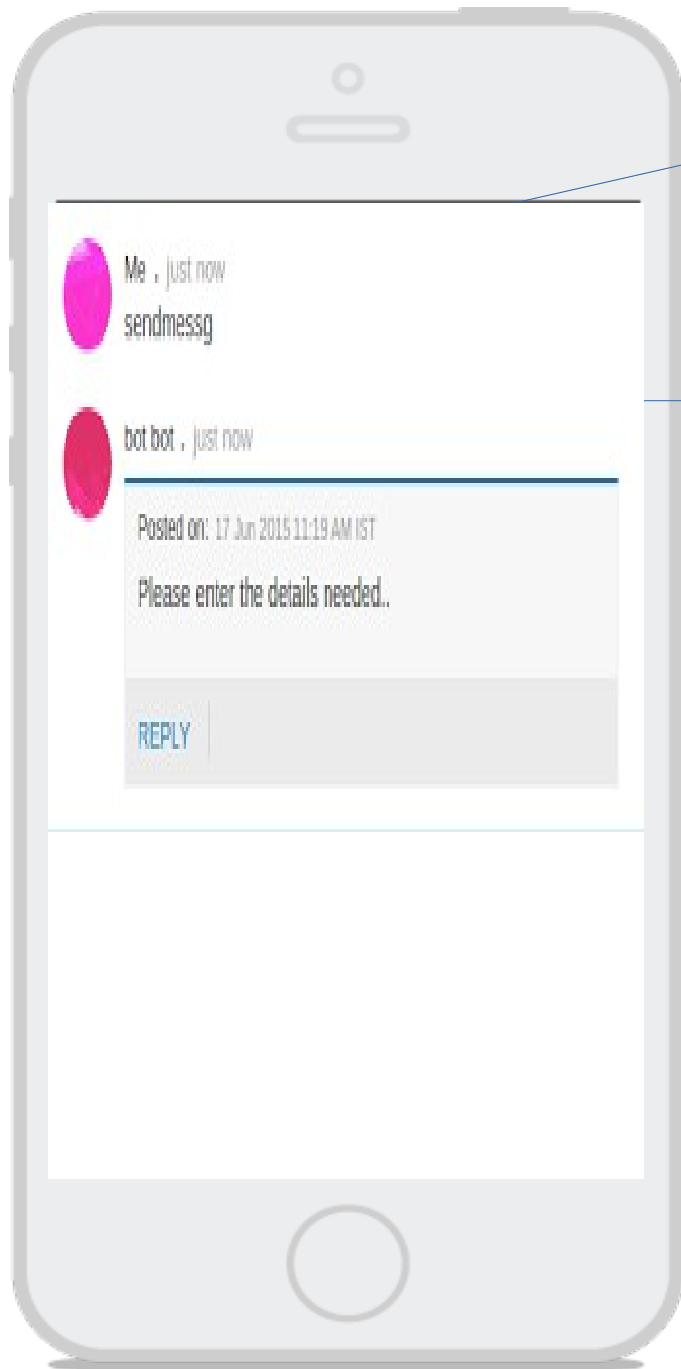 Me . just now
sendmessg
bot bot . just now
Posted on: 17 Jun 2015 11:19 AM IST
Please enter the details needed..
REPLY